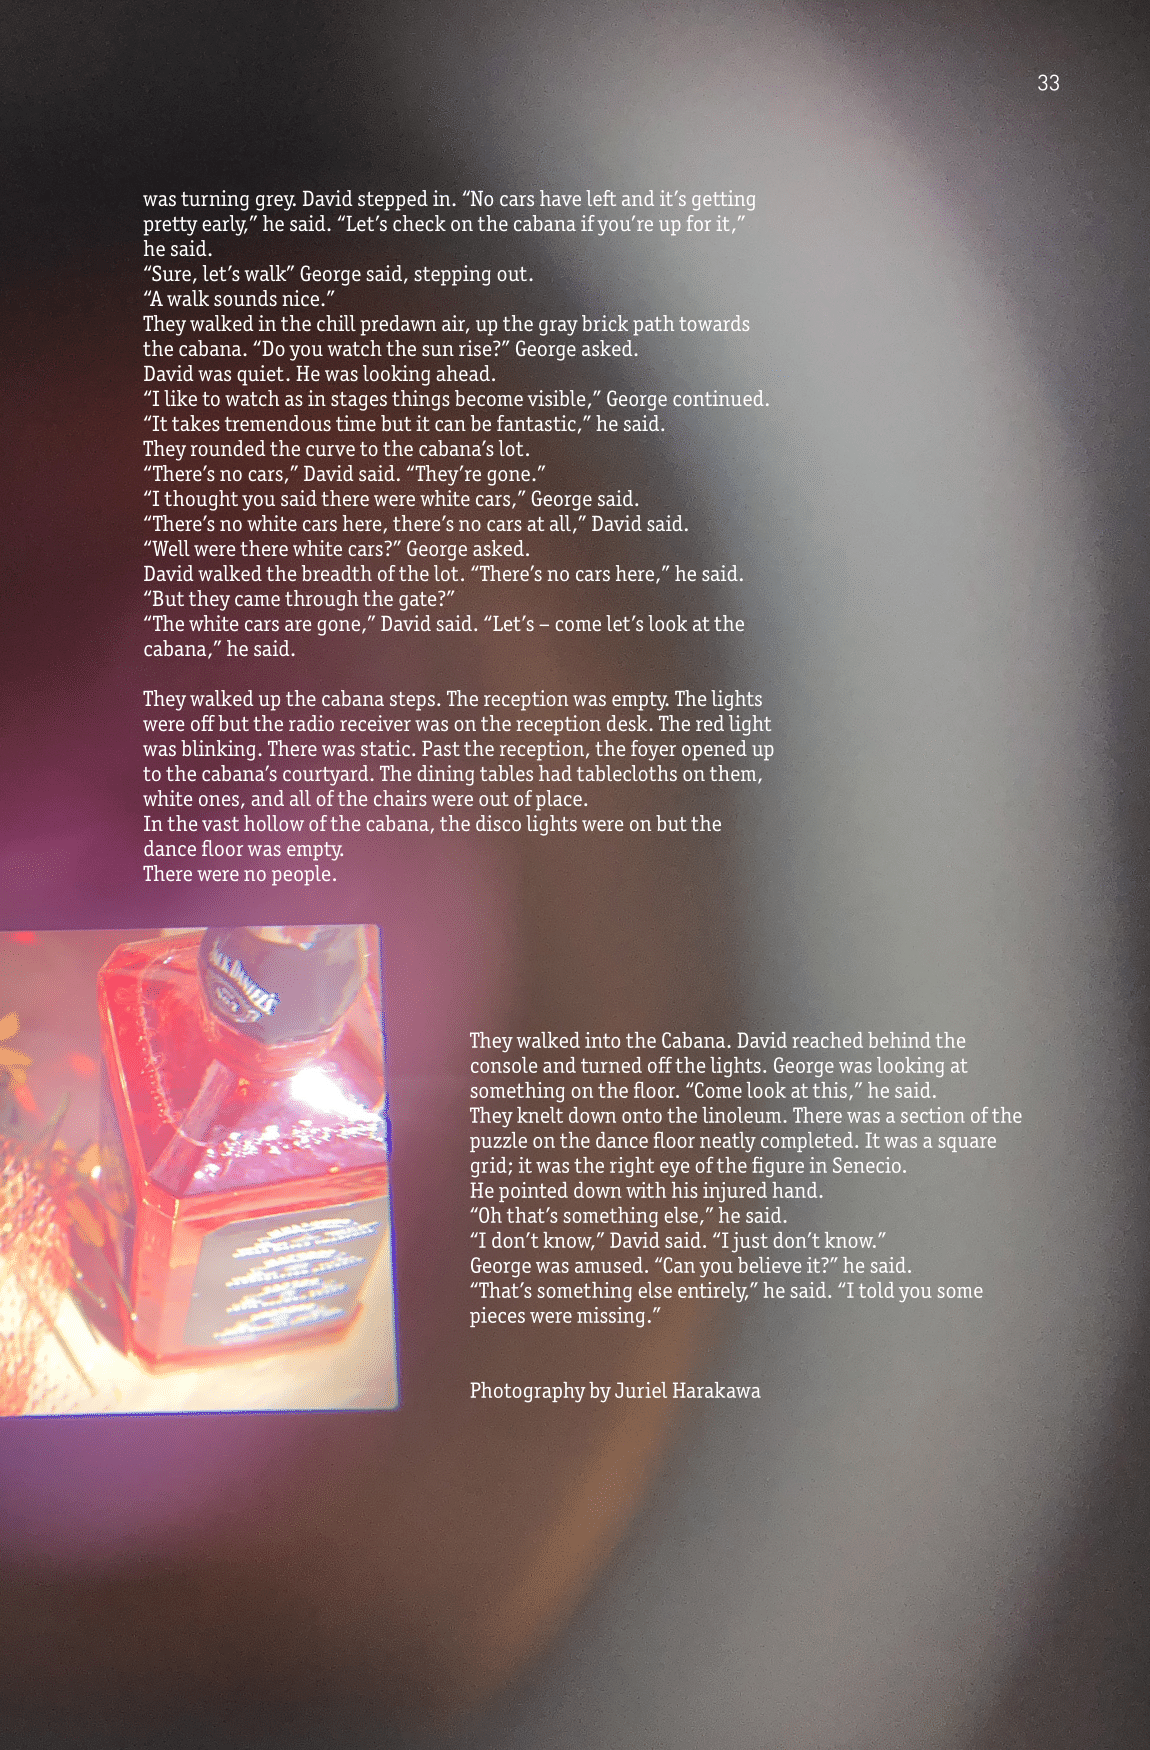 33
was turning grey. David stepped in. “No cars have left and it’s getting
pretty early,” he said. “Let’s check on the cabana if you’re up for it,”
he said.
“Sure, let’s walk” George said, stepping out.
“A walk sounds nice.”
They walked in the chill predawn air, up the gray brick path towards
the cabana. “Do you watch the sun rise?” George asked.
David was quiet. He was looking ahead.
“I like to watch as in stages things become visible,” George continued.
“It takes tremendous time but it can be fantastic,” he said.
They rounded the curve to the cabana’s lot.
“There’s no cars,” David said. “They’re gone.”
“I thought you said there were white cars,” George said.
“There’s no white cars here, there’s no cars at all,” David said.
“Well were there white cars?” George asked.
David walked the breadth of the lot. “There’s no cars here,” he said.
“But they came through the gate?”
“The white cars are gone,” David said. “Let’s – come let’s look at the
cabana,” he said.
They walked up the cabana steps. The reception was empty. The lights
were off but the radio receiver was on the reception desk. The red light
was blinking. There was static. Past the reception, the foyer opened up
to the cabana’s courtyard. The dining tables had tablecloths on them,
white ones, and all of the chairs were out of place.
In the vast hollow of the cabana, the disco lights were on but the
dance floor was empty.
There were no people.
They walked into the Cabana. David reached behind the
console and turned off the lights. George was looking at
something on the floor. “Come look at this,” he said.
They knelt down onto the linoleum. There was a section of the
puzzle on the dance floor neatly completed. It was a square
grid; it was the right eye of the figure in Senecio.
He pointed down with his injured hand.
“Oh that’s something else,” he said.
“I don’t know,” David said. “I just don’t know.”
George was amused. “Can you believe it?” he said.
“That’s something else entirely,” he said. “I told you some
pieces were missing.”
Photography by Juriel Harakawa